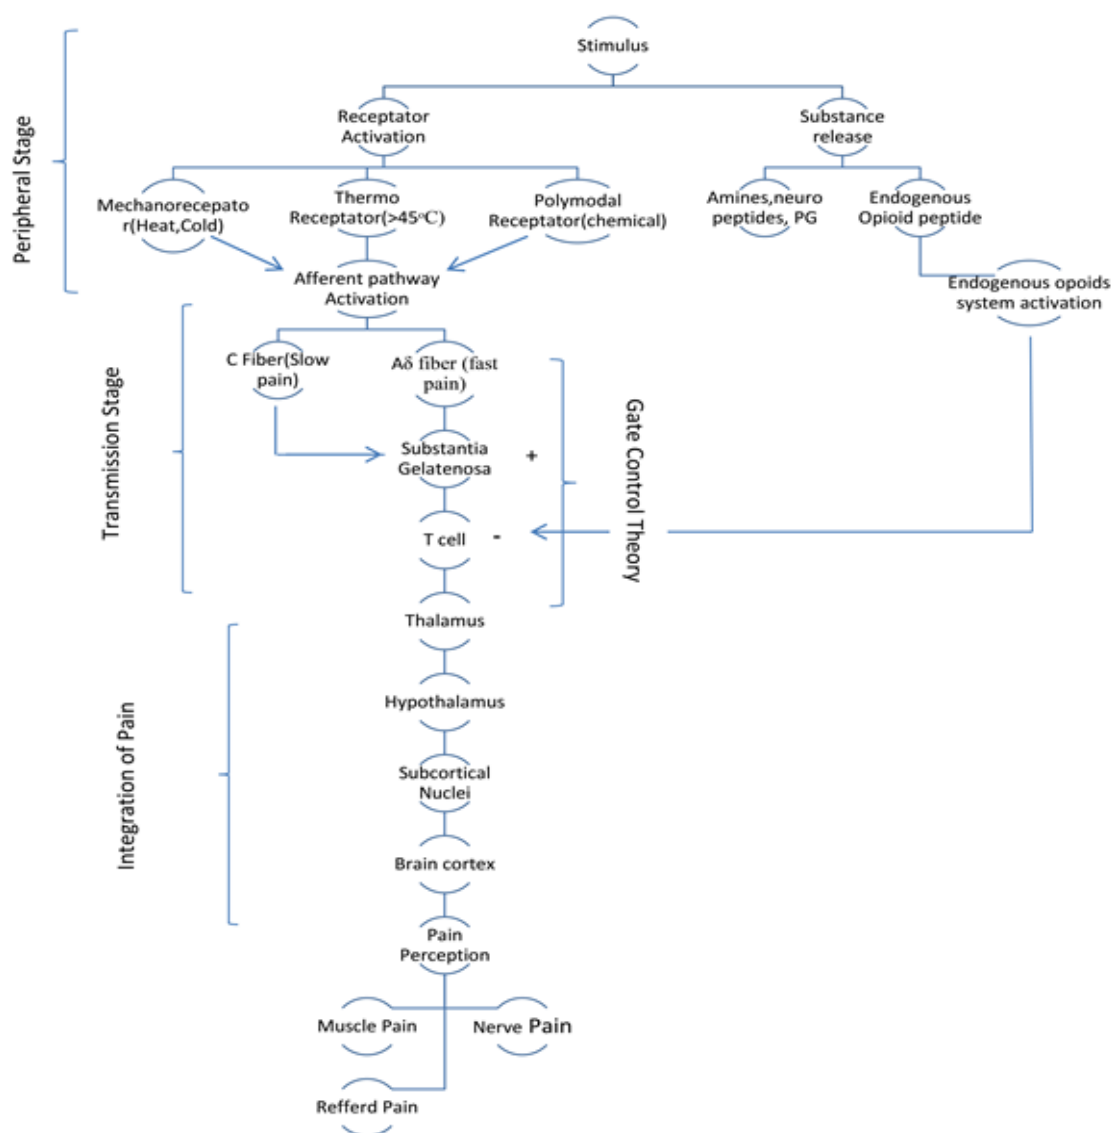 Stimulus
Receptator
Activation
Substance
release
Peripheral Stage
Mechanorecepato
r(Heat,Cold)
Thermo
Receptator(>45°C)
Polymodal
Receptator(chemical)
Amines,neuro
peptides, PG
Endogenous
Opioid peptide
Afferent pathway
Activation
Endogenous opoids
system activation
Transmission Stage
C Fiber(Slow
pain)
Aδ fiber (fast
pain)
Gate Control Theory
Substantia
Gelatenosa
+
T cell
-
Thalamus
Integration of Pain
Hypothalamus
Subcortical
Nuclei
Brain cortex
Pain
Perception
Muscle Pain
Nerve Pain
Refferd Pain